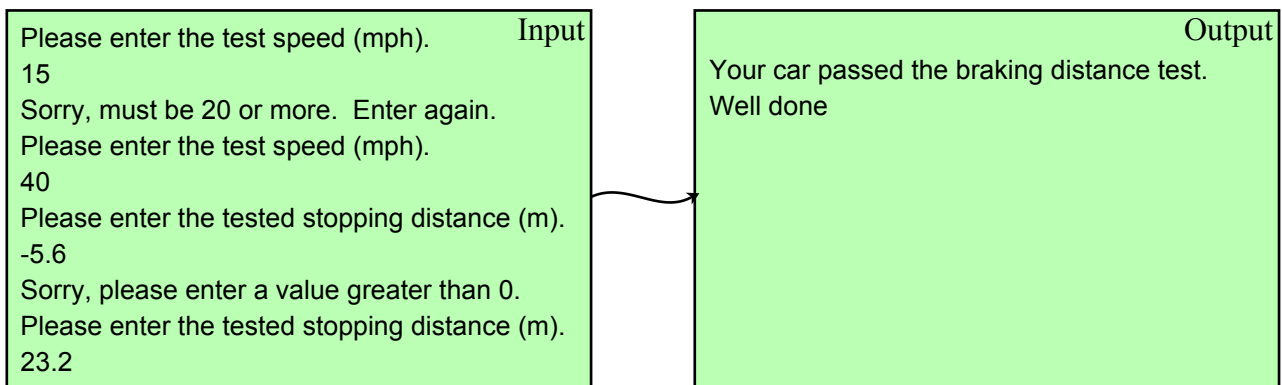 Input
Please enter the test speed (mph).
15
Sorry, must be 20 or more.  Enter again.
Please enter the test speed (mph).
40
Please enter the tested stopping distance (m).
-5.6
Sorry, please enter a value greater than 0.
Please enter the tested stopping distance (m).
23.2
Output
Your car passed the braking distance test.
Well done